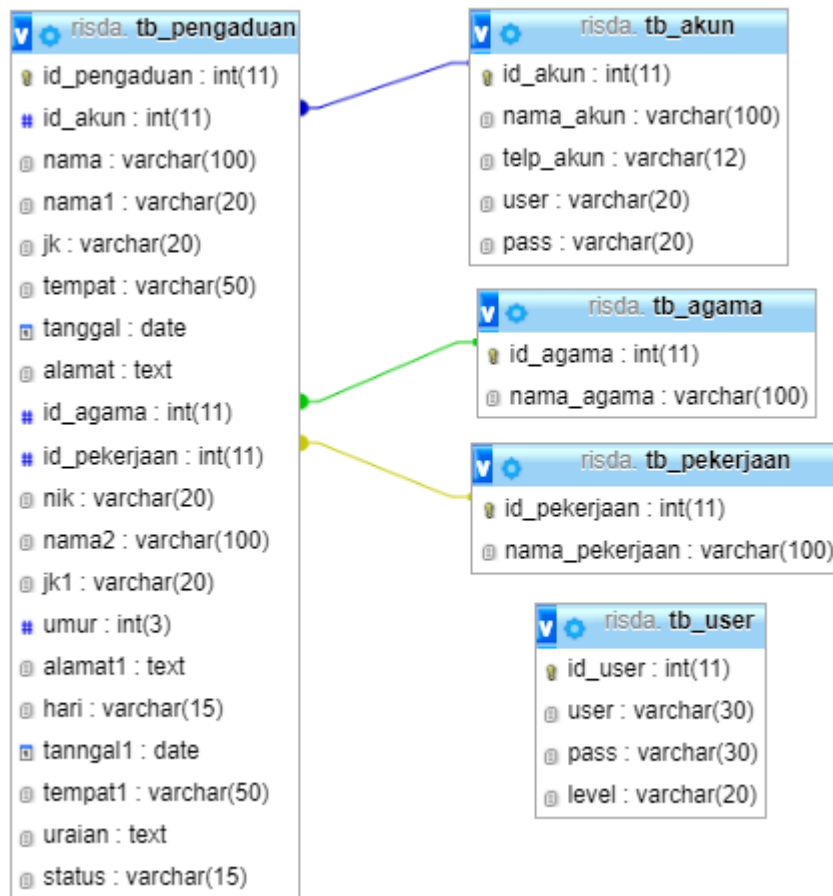 risda. tb_pengaduan
id_pengaduan : int(11)
id_akun : int(11)
nama : varchar(100)
nama1 : varchar(20)
jk : varchar(20)
tempat : varchar(50)
tanggal : date
alamat : text
id_agama : int(11)
id_pekerjaan : int(11)
nik : varchar(20)
nama2 : varchar(100)
jk1 : varchar(20)
umur : int(3)
alamat1 : text
hari : varchar(15)
tanngal1 : date
tempat1 : varchar(50)
uraian : text
status : varchar(15)
risda. tb_akun
id_akun : int(11)
nama_akun : varchar(100)
telp_akun : varchar(12)
user : varchar(20)
pass : varchar(20)
risda. tb_agama
id_agama : int(11)
nama_agama : varchar(100)
risda. tb_pekerjaan
id_pekerjaan : int(11)
nama_pekerjaan : varchar(100)
risda. tb_user
id_user : int(11)
user : varchar(30)
pass : varchar(30)
level : varchar(20)